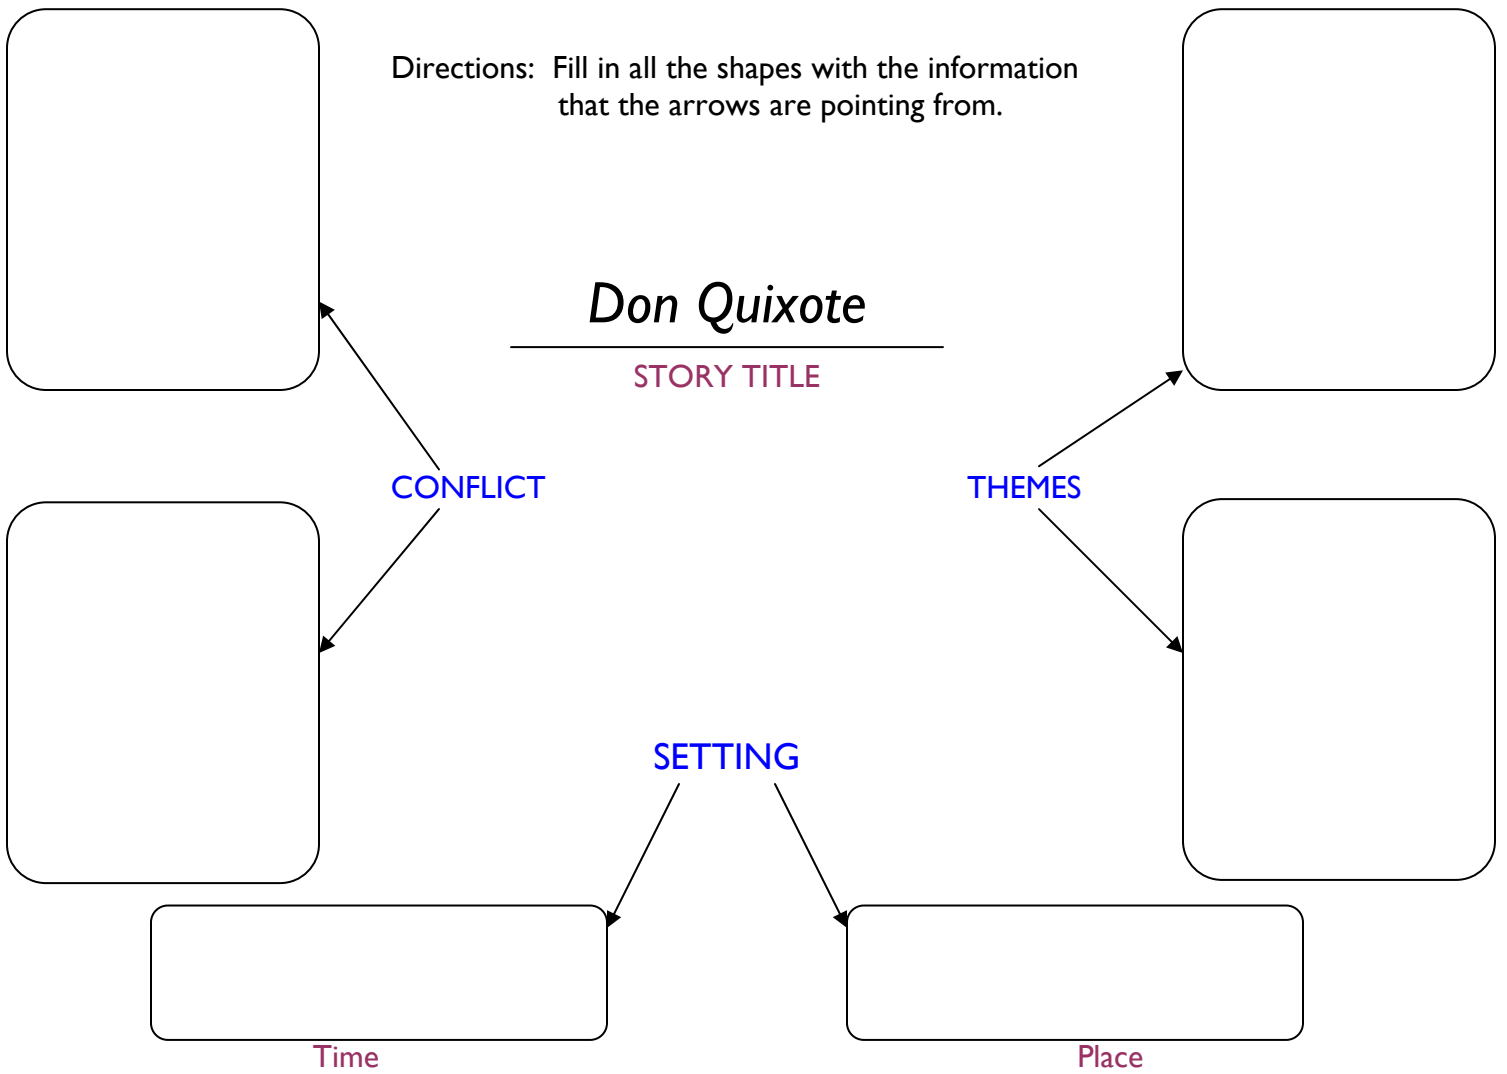 Directions:  Fill in all the shapes with the information
that the arrows are pointing from.
Don Quixote
STORY TITLE
CONFLICT
THEMES
SETTING
Time
Place